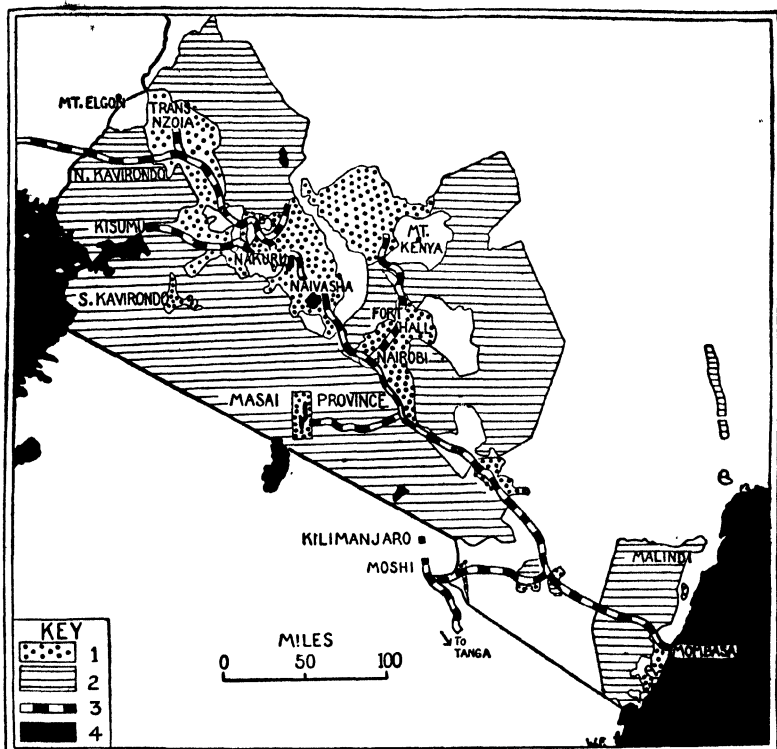 MT. ELGON
TRANS
NZOIA
N. KAVIRONDO
KISUMU
MT.
KENYA
NAKURU
NAIVASHA
S. KAVIRONDO
FORT
HALL
NAIROBI
MASAI PROVINCE
KILIMANJARO
MOSHI
MALINDI
TO
TANGA
MOMBASA
MILES
0 50 100
KEY
1
2
3
4